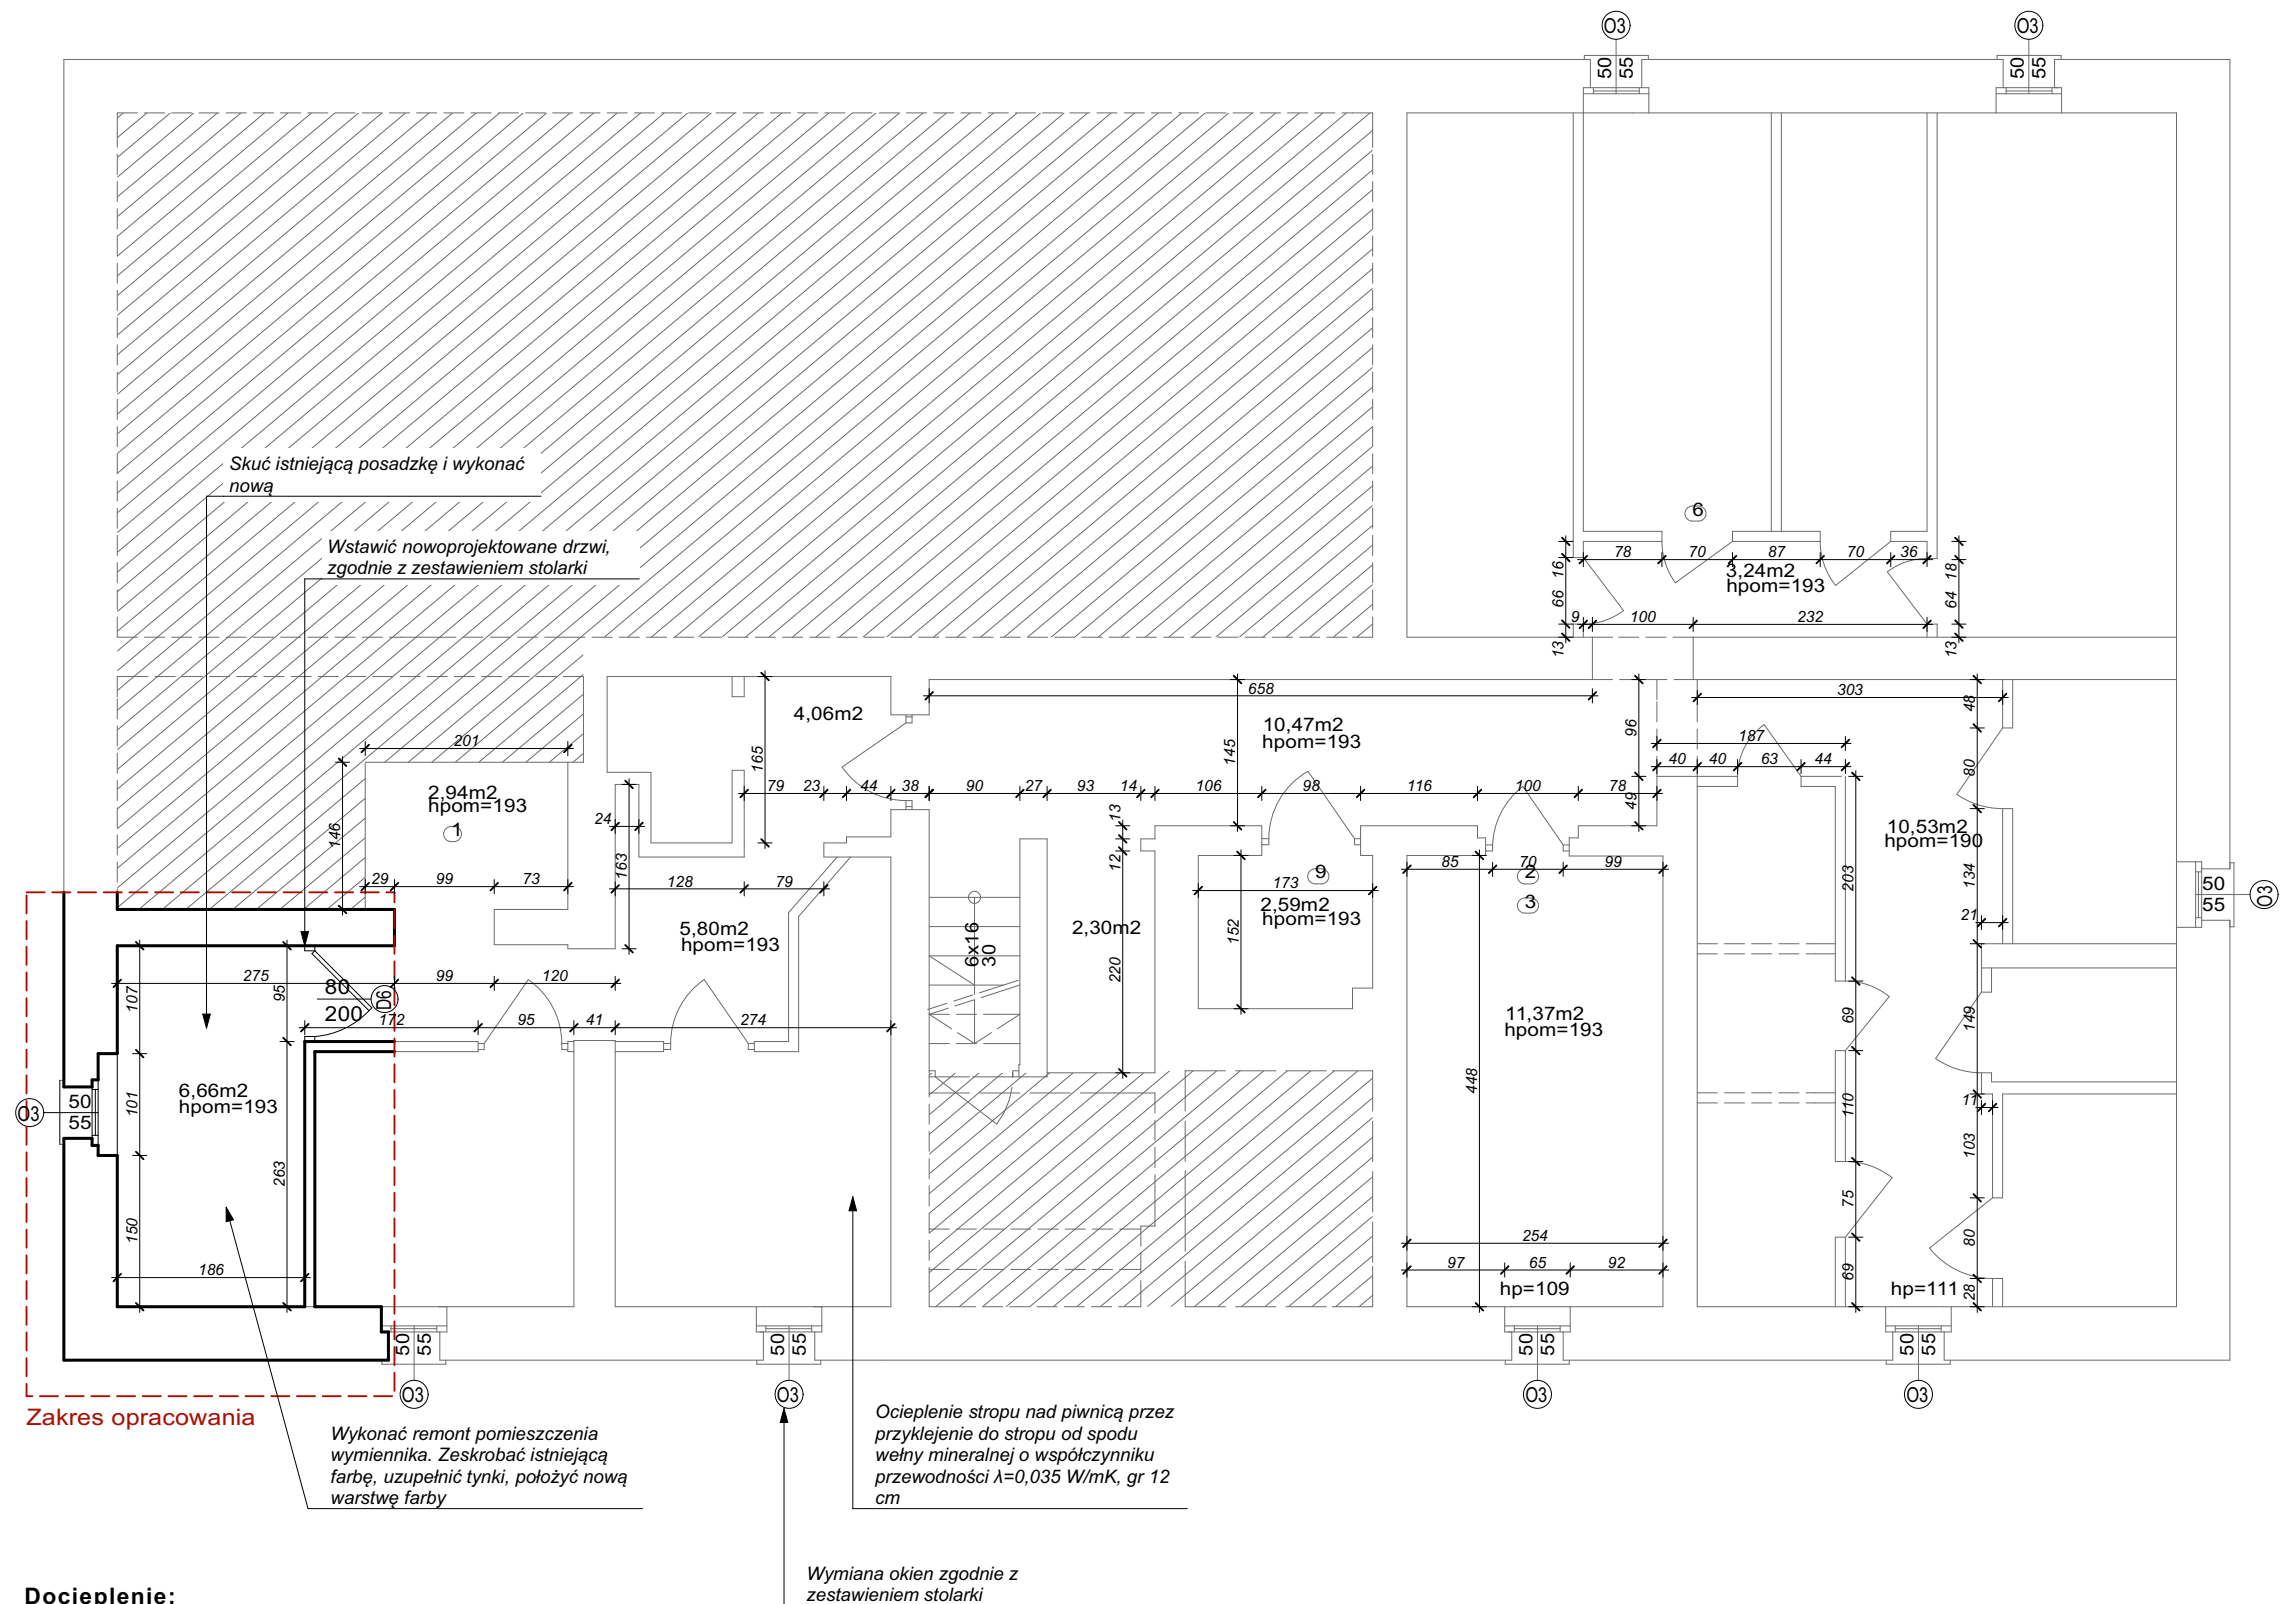 O3
O3
50
55
50
55
Skuć istniejącą posadzkę i wykonać
nową
Wstawić nowoprojektowane drzwi,
zgodnie z zestawieniem stolarki
6
78 70 87 70 36
3,24m2
hpom=193
16
66
13
18
64
13
9 100 232
658
303
4,06m2
10,47m2
hpom=193
201
165
145
96
49
48
187
40 40 63 44
2,94m2
hpom=193
1
146
24
163
79 23 44 38 90 27 93 14 106 98 116 100 78
13
12
80
10,53m2
hpom=190
134
21
203
29 99 73
128 79
5,80m2
hpom=193
6x16
30
2,30m2
220
173
9
2,59m2
hpom=193
152
85 70 99
2
3
50
55
O3
275 99 120
107
95
80
200
D6
172 95 41 274
11,37m2
hpom=193
448
69
149
110
11
103
75
80
69
28
O3
50
55
101
6,66m2
hpom=193
263
150
186
254
97 65 92
hp=109
hp=111
50
55
50
55
50
55
50
55
O3
O3
O3
O3
Zakres opracowania
Wykonać remont pomieszczenia
wymiennika. Zeskrobać istniejącą
farbę, uzupełnić tynki, położyć nową
warstwę farby
Ocieplenie stropu nad piwnicą przez
przyklejenie do stropu od spodu
wełny mineralnej o współczynniku
przewodności λ=0,035 W/mK, gr 12
cm
Wymiana okien zgodnie z
zestawieniem stolarki
Docieplenie: